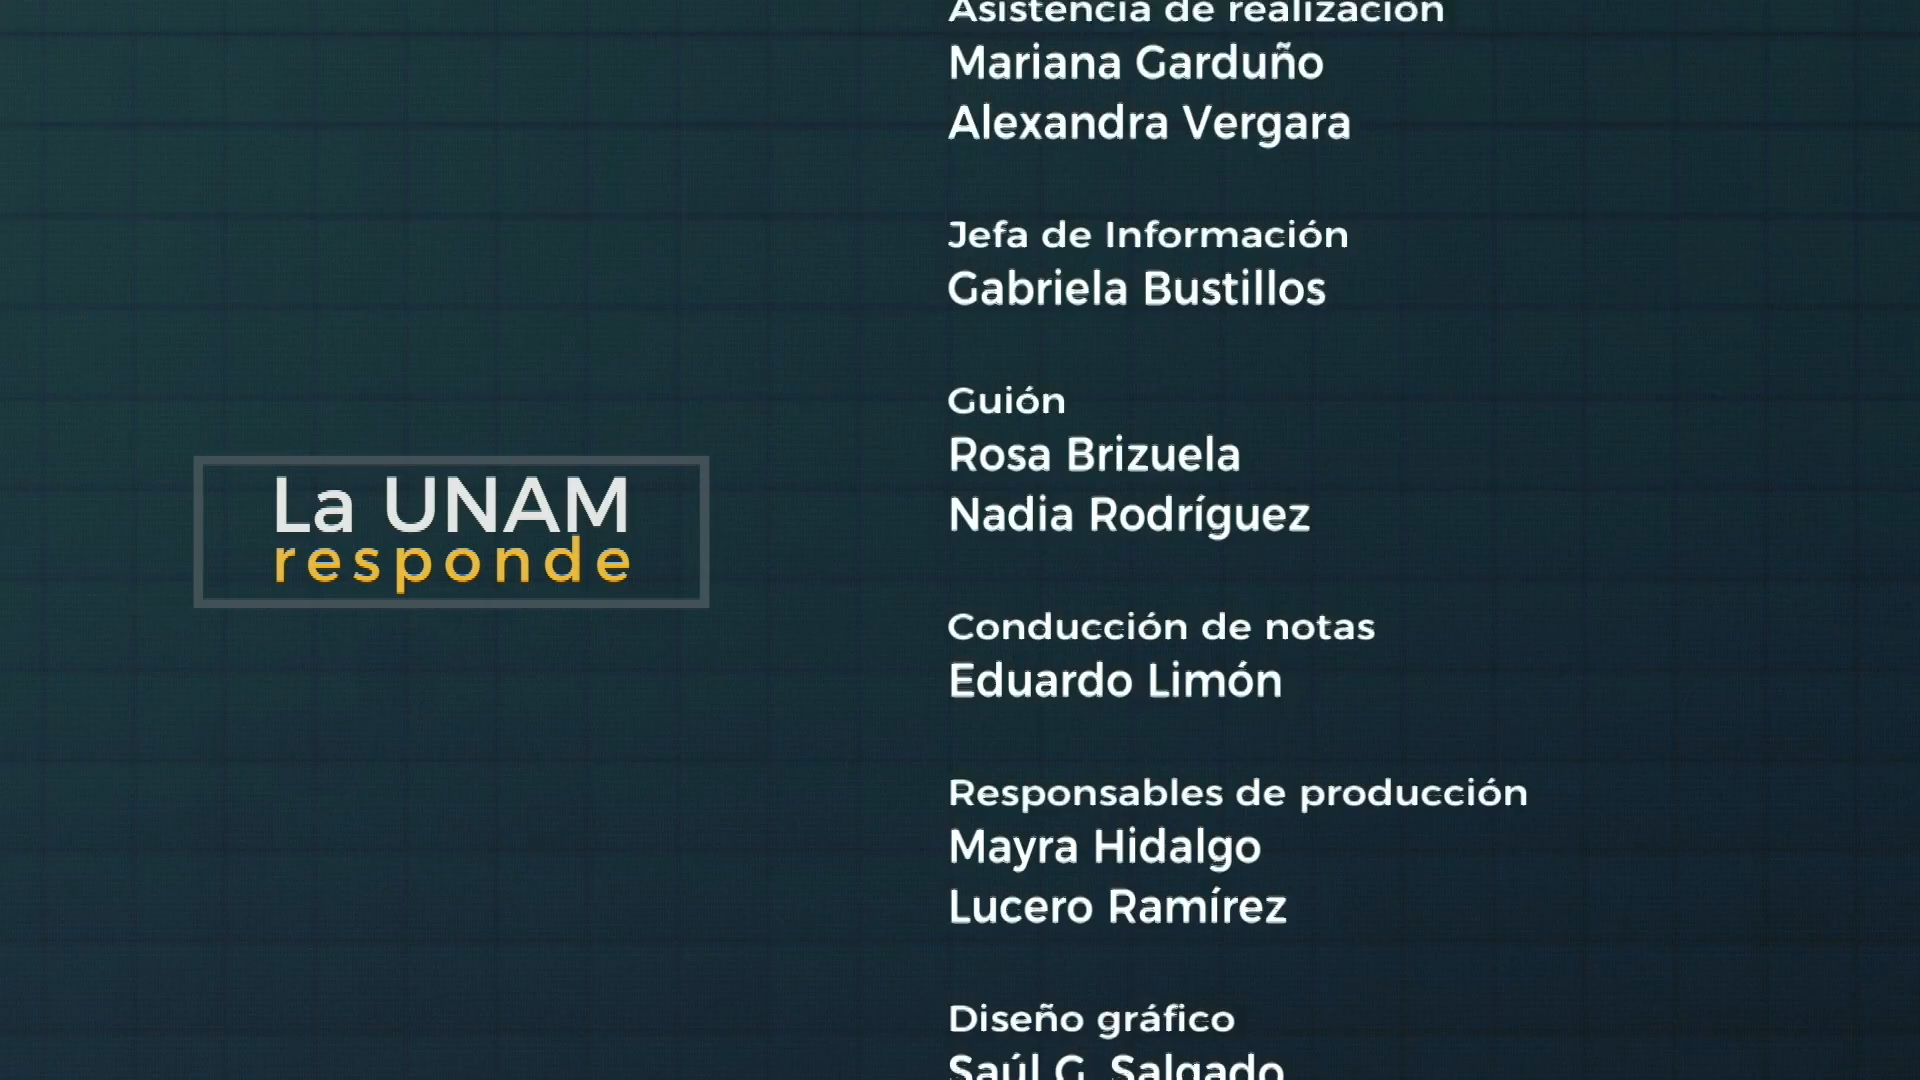 Asistencia de realización
Mariana Garduño
Alexandra Vergara
Jefa de Información
Gabriela Bustillos
Guión
Rosa Brizuela
Nadia Rodríguez
La UNAM
responde
Conducción de notas
Eduardo Limón
Responsables de producción
Mayra Hidalgo
Lucero Ramírez
Diseño gráfico
Saúl G. Salgado